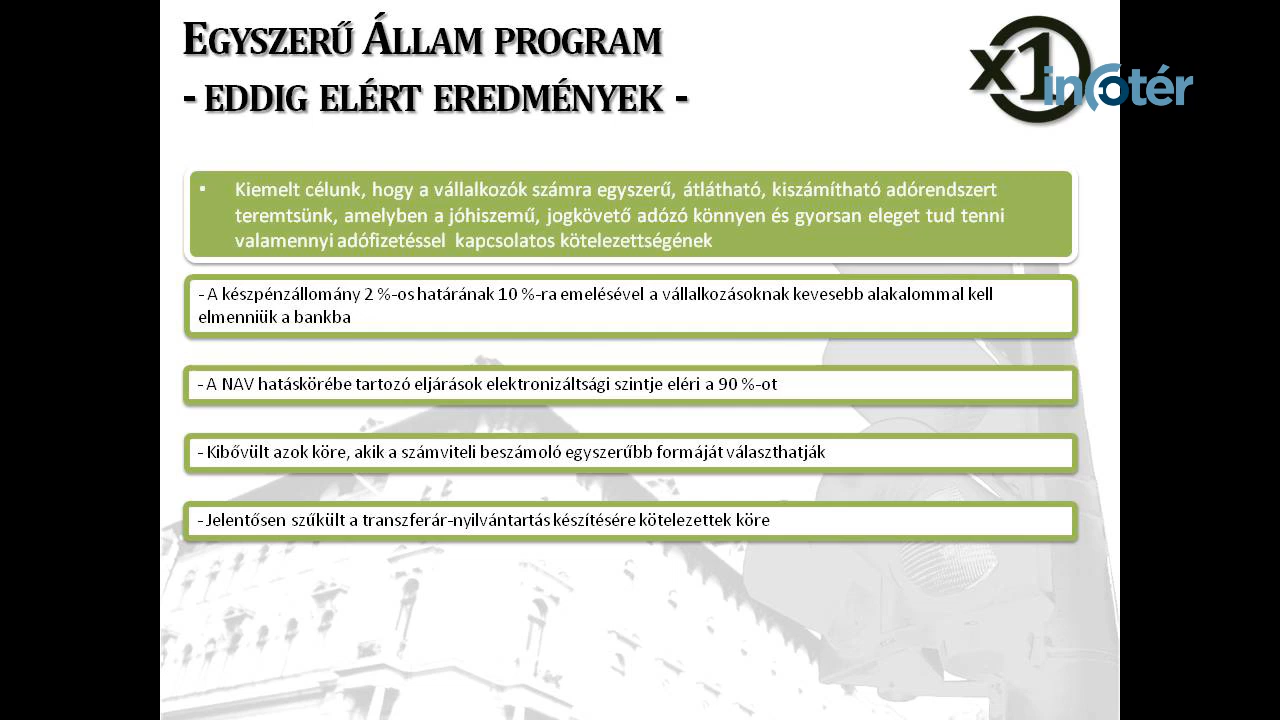 EGYSZERŰ ÁLLAM PROGRAM
- EDDIG ELÉRT EREDMÉNYEK -
x1
infotér
▪ Kiemelt célunk, hogy a vállalkozók számra egyszerű, átlátható, kiszámítható adórendszert
teremtsünk, amelyben a jóhiszemű, jogkövető adózó könnyen és gyorsan eleget tud tenni
valamennyi adófizetéssel kapcsolatos kötelezettségének
- A készpénzállomány 2 %-os határának 10 %-ra emelésével a vállalkozásoknak kevesebb alakalommal kell
elmenniük a bankba
- A NAV hatáskörébe tartozó eljárások elektronizáltsági szintje eléri a 90 %-ot
- Kibővült azok köre, akik a számviteli beszámoló egyszerűbb formáját választhatják
- Jelentősen szűkült a transzferár-nyilvántartás készítésére kötelezettek köre